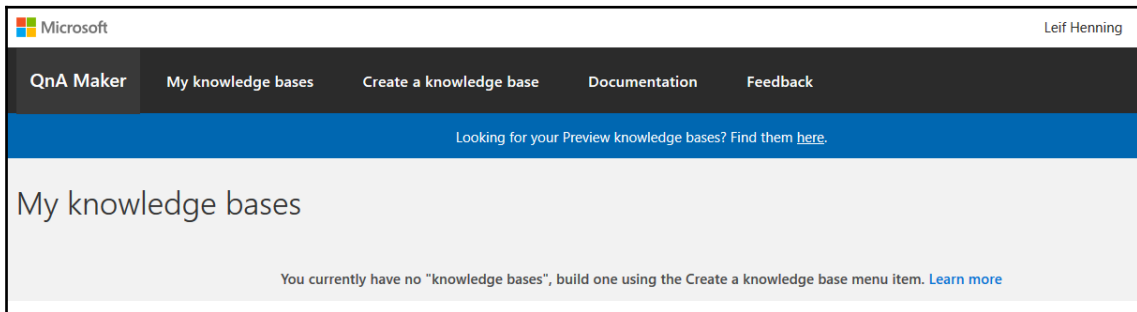 Microsoft
Leif Henning
QnA Maker My knowledge bases Create a knowledge base Documentation Feedback
Looking for your Preview knowledge bases? Find them here.
My knowledge bases
You currently have no "knowledge bases", build one using the Create a knowledge base menu item. Learn more